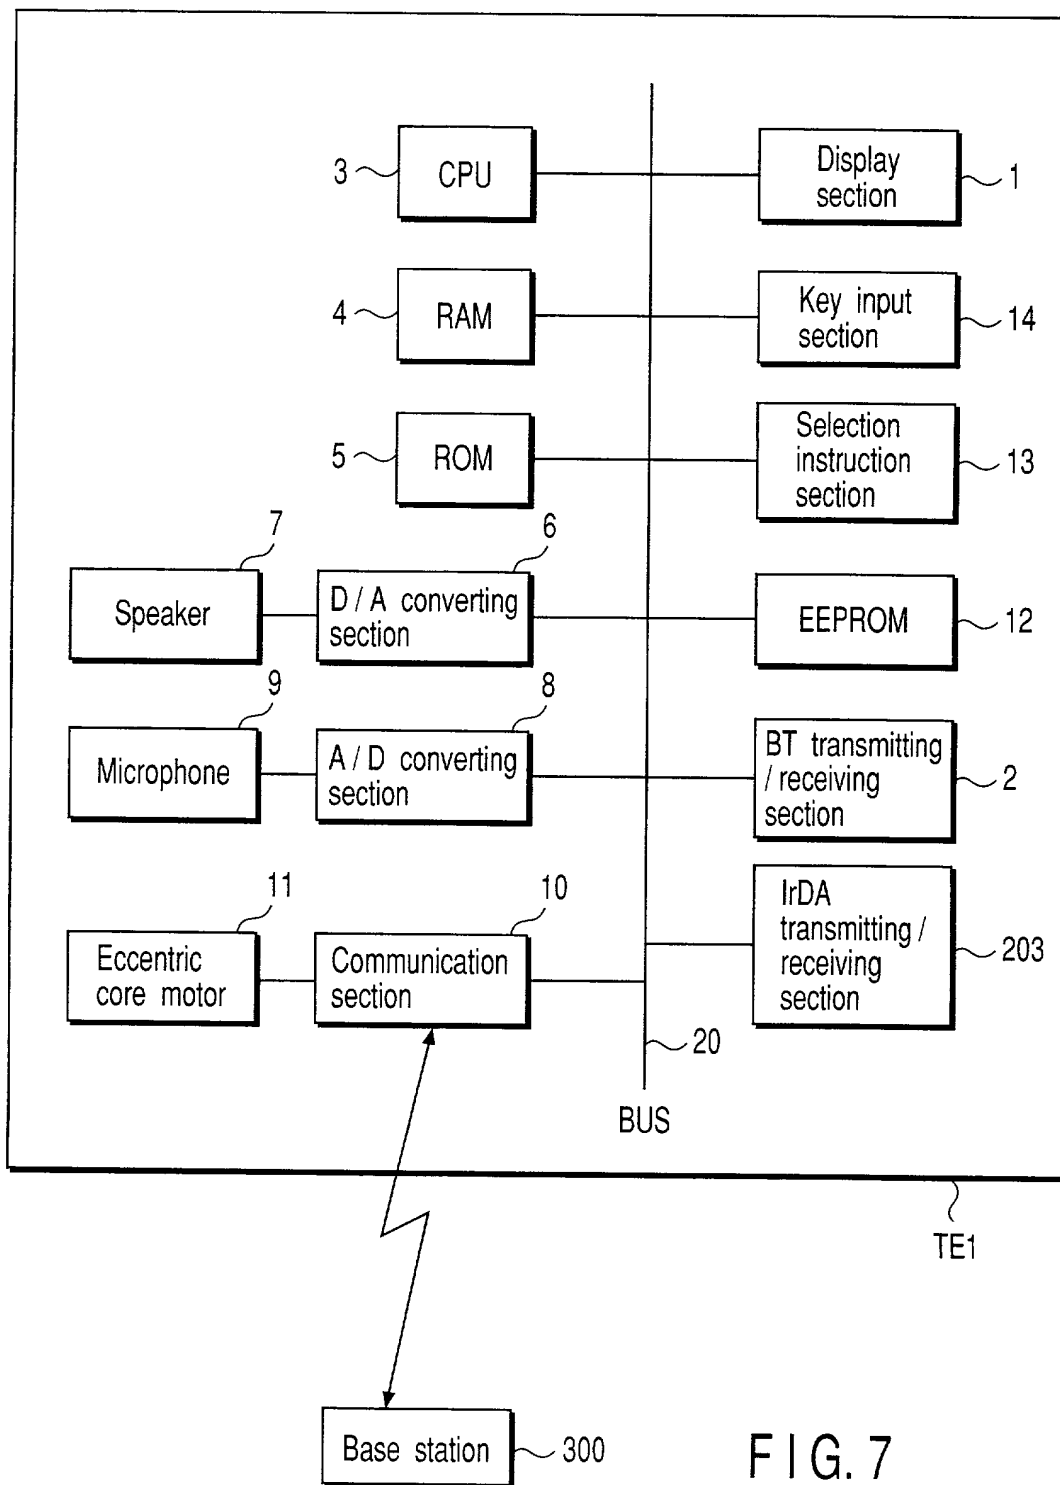 3
CPU
Display
section
1
4
RAM
Key input
section
14
5
ROM
Selection
instruction
section
13
7
Speaker
6
D / A converting
section
EEPROM
12
9
Microphone
8
A / D converting
section
BT transmitting
/ receiving
section
2
11
Eccentric
core motor
10
Communication
section
IrDA
transmitting /
receiving
section
203
20
BUS
TE1
Base station
300
FIG. 7